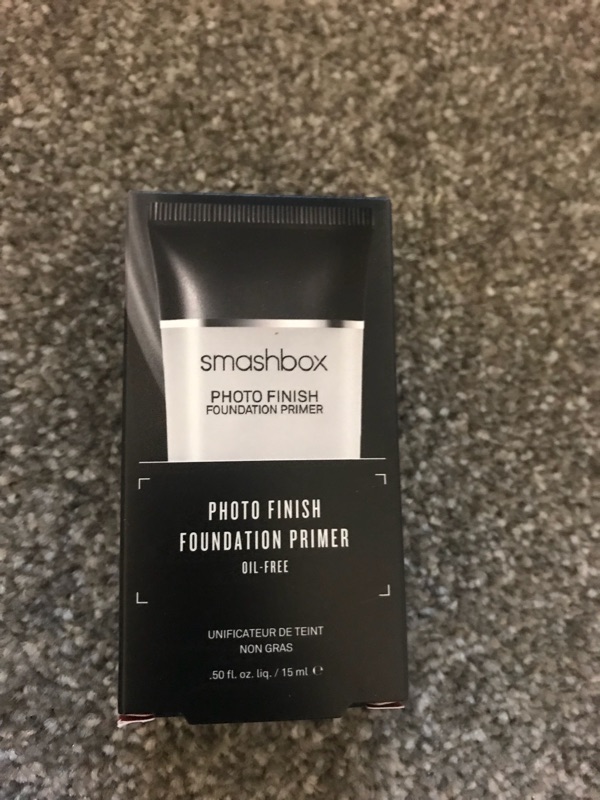 smashbox
PHOTO FINISH
FOUNDATION PRIMER
PHOTO FINISH
FOUNDATION PRIMER
OIL-FREE
UNIFICATEUR DE TEINT
NON GRAS
.50 fl. oz. liq. / 15 ml ℮